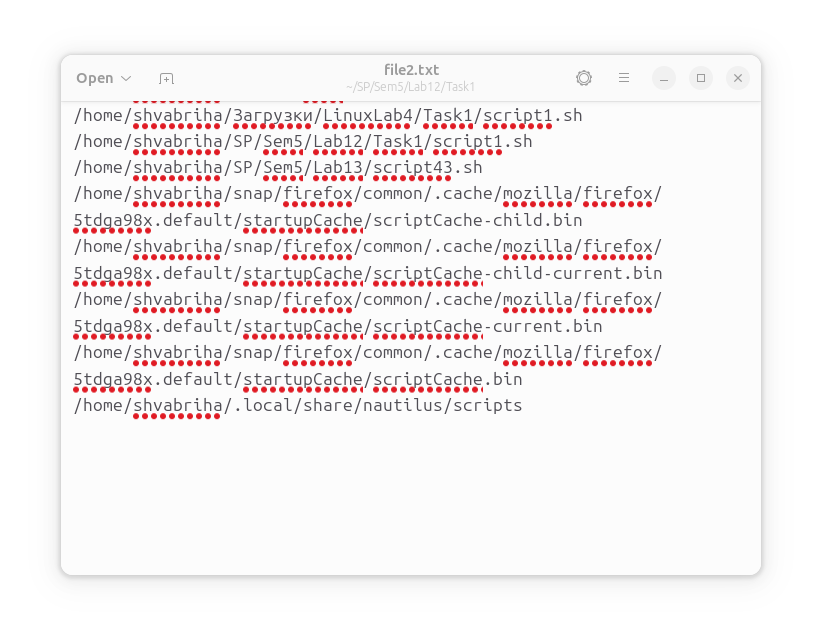 Open
file2.txt
~/SP/Sem5/Lab12/Task1
/home/shvabriha/Загрузки/LinuxLab4/Task1/script1.sh
/home/shvabriha/SP/Sem5/Lab12/Task1/script1.sh
/home/shvabriha/SP/Sem5/Lab13/script43.sh
/home/shvabriha/snap/firefox/common/.cache/mozilla/firefox/
5tdga98x.default/startupCache/scriptCache-child.bin
/home/shvabriha/snap/firefox/common/.cache/mozilla/firefox/
5tdga98x.default/startupCache/scriptCache-child-current.bin
/home/shvabriha/snap/firefox/common/.cache/mozilla/firefox/
5tdga98x.default/startupCache/scriptCache-current.bin
/home/shvabriha/snap/firefox/common/.cache/mozilla/firefox/
5tdga98x.default/startupCache/scriptCache.bin
/home/shvabriha/.local/share/nautilus/scripts